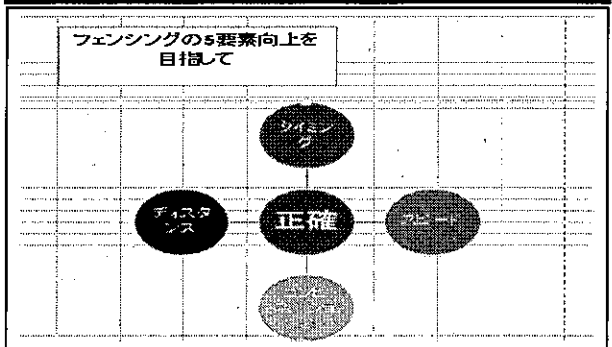 フェンシングの5要素向上を
目指して
タイミン
グ
ディスタ
ンス
正確
スピード